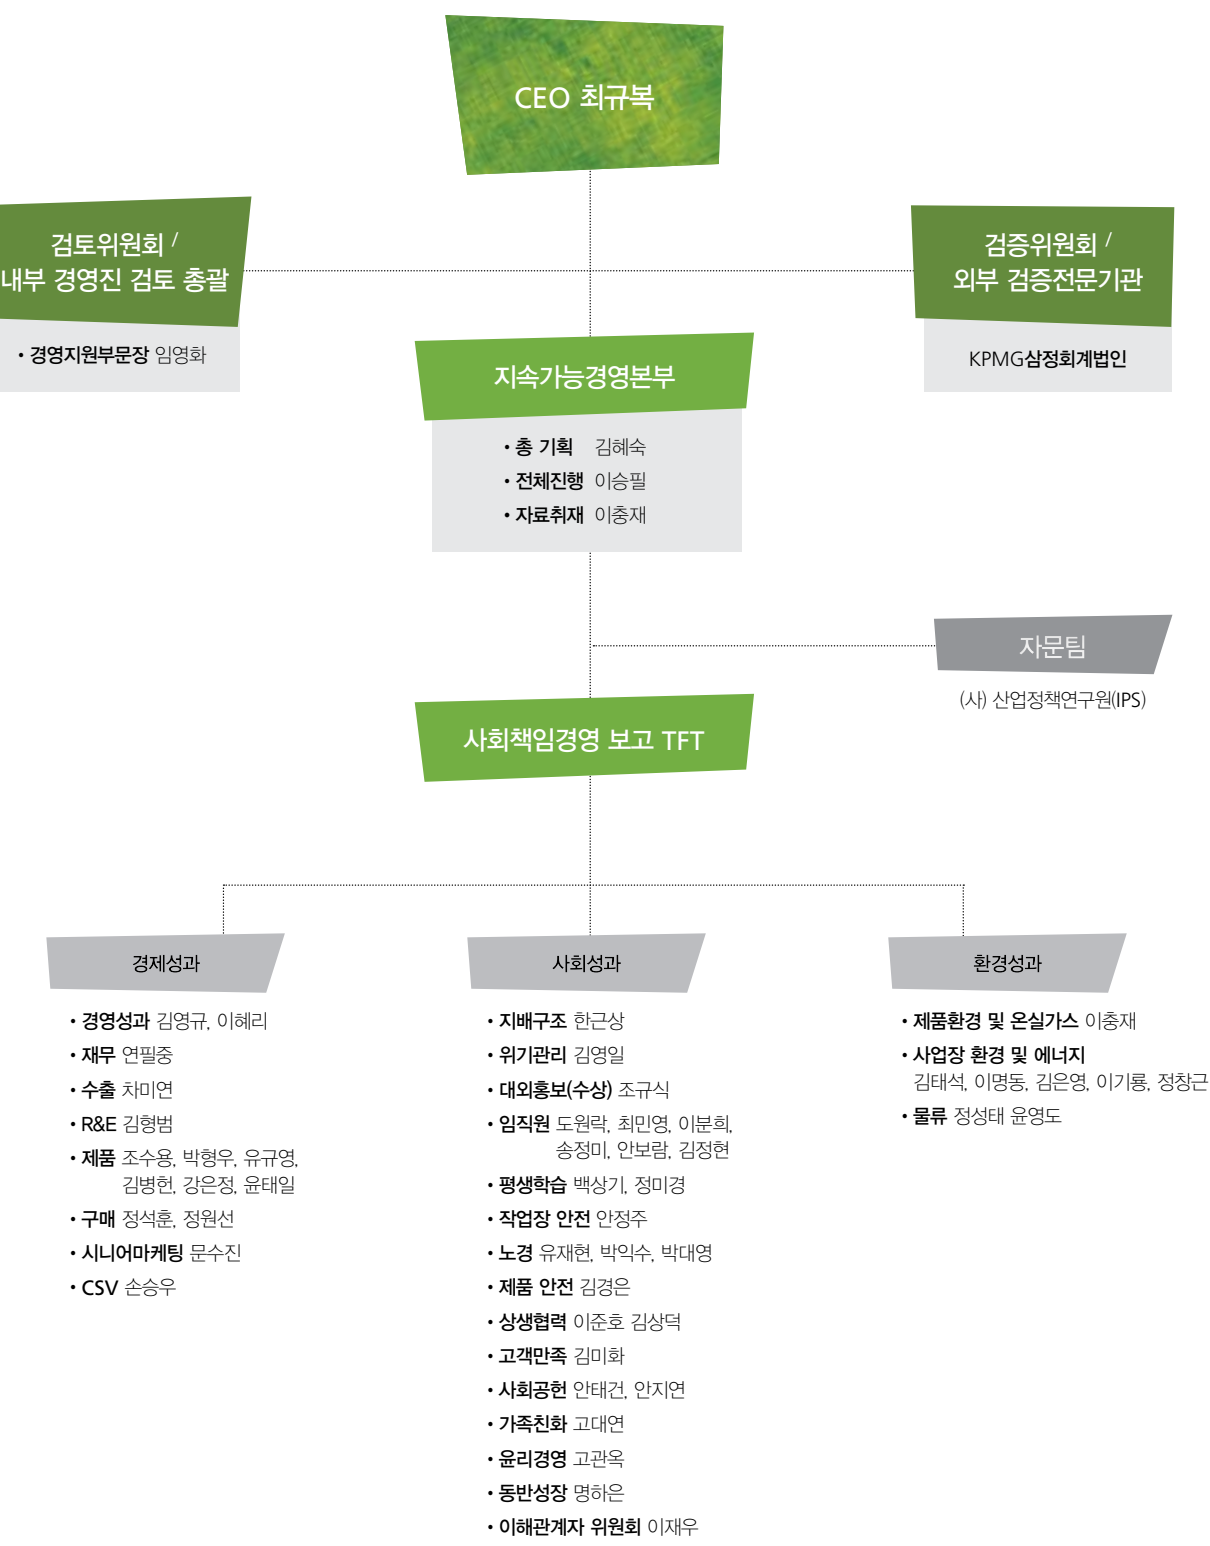 CEO 최규복
검토위원회 /
내부 경영진 검토 총괄
• 경영지원부문장 임영화
검증위원회 /
외부 검증전문기관
KPMG삼정회계법인
지속가능경영본부
• 총 기획 김혜숙
• 전체진행 이승필
• 자료취재 이충재
자문팀
(사) 산업정책연구원(IPS)
사회책임경영 보고 TFT
경제성과
• 경영성과 김영규, 이혜리
• 재무 연필중
• 수출 차미연
• R&E 김형범
• 제품 조수용, 박형우, 유규영,
김병헌, 강은정, 윤태일
• 구매 정석훈, 정원선
• 시니어마케팅 문수진
• CSV 손승우
사회성과
• 지배구조 한근상
• 위기관리 김영일
• 대외홍보(수상) 조규식
• 임직원 도원락, 최민영, 이분희,
송정미, 안보람, 김정현
• 평생학습 백상기, 정미경
• 작업장 안전 안정주
• 노경 유재현, 박익수, 박대영
• 제품 안전 김경은
• 상생협력 이준호 김상덕
• 고객만족 김미화
• 사회공헌 안태건, 안지연
• 가족친화 고대연
• 윤리경영 고관옥
• 동반성장 명하은
• 이해관계자 위원회 이재우
환경성과
• 제품환경 및 온실가스 이충재
• 사업장 환경 및 에너지
김태석, 이명동, 김은영, 이기룡, 정창근
• 물류 정성태 윤영도